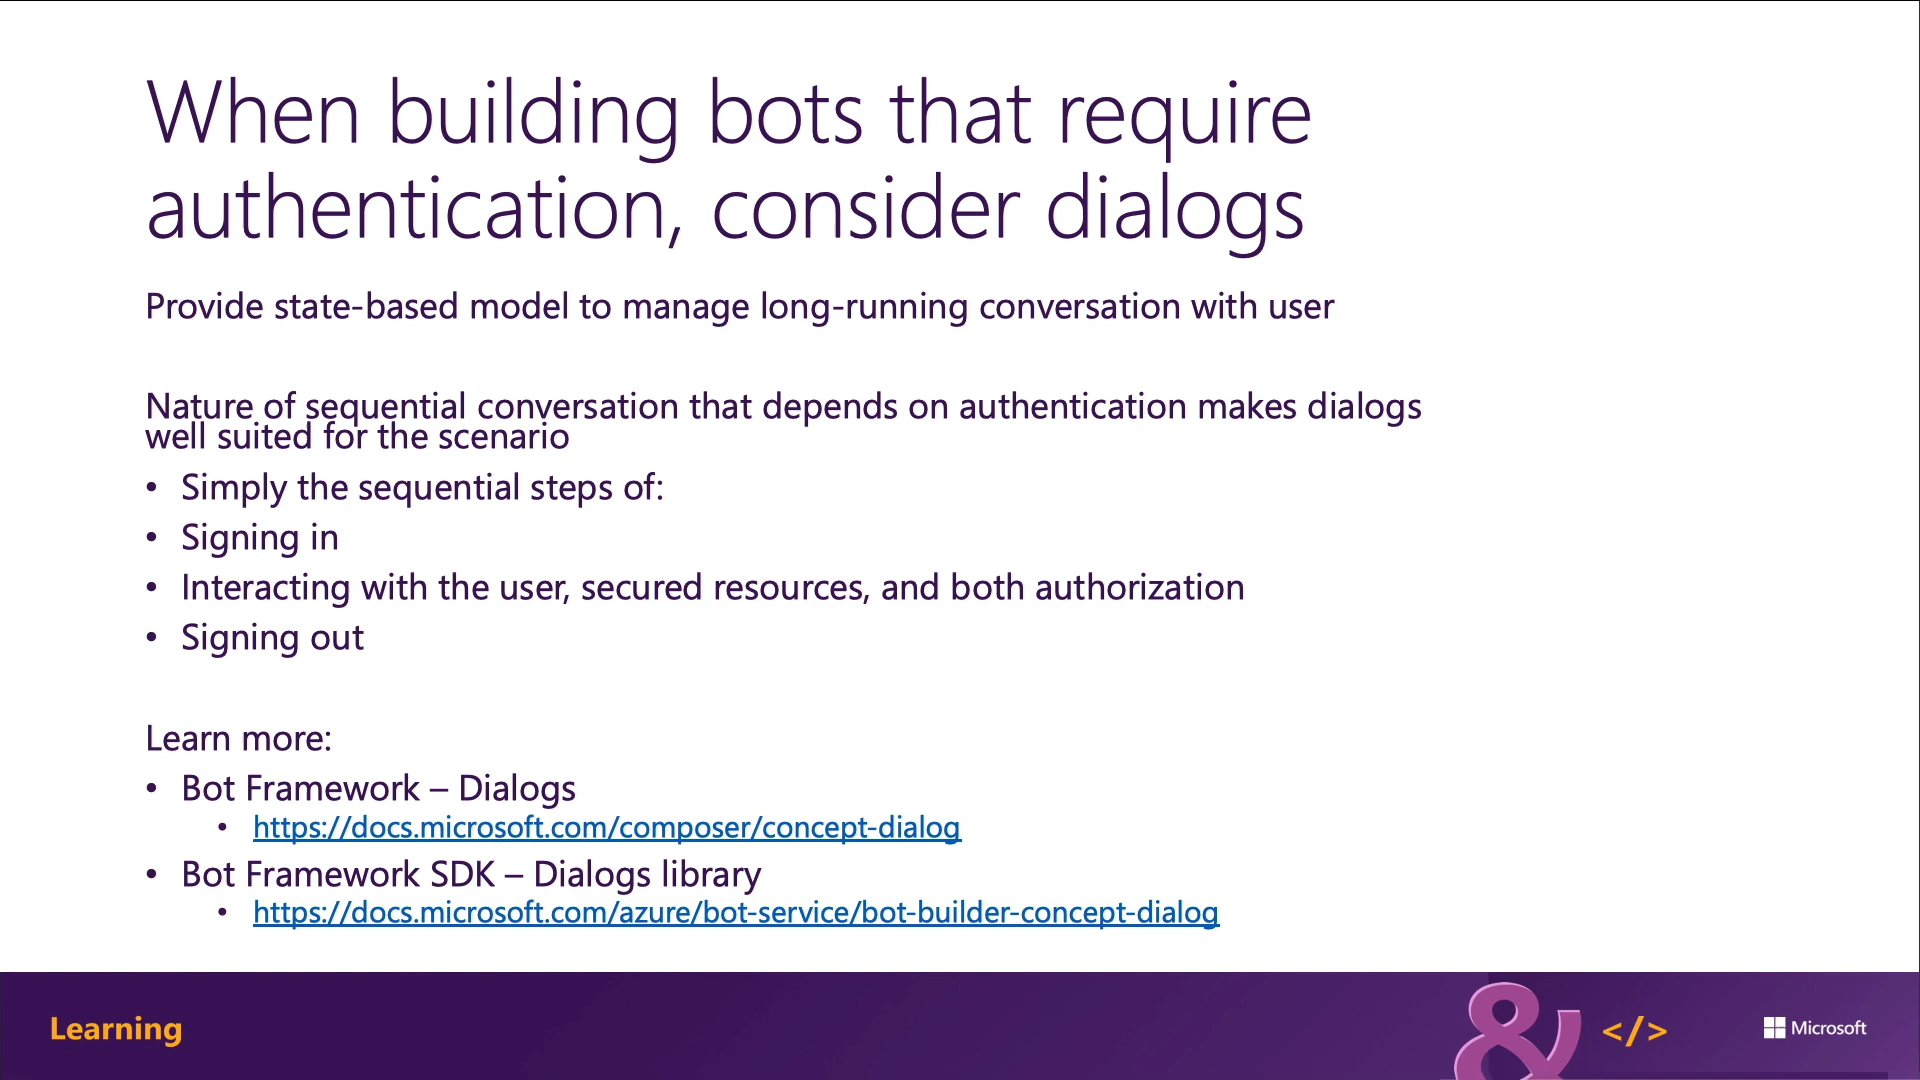 When building bots that require
authentication, consider dialogs
Provide state-based model to manage long-running conversation with user
Nature of sequential conversation that depends on authentication makes dialogs
well suited for the scenario
• Simply the sequential steps of:
• Signing in
• Interacting with the user, secured resources, and both authorization
• Signing out
Learn more:
• Bot Framework – Dialogs
• https://docs.microsoft.com/composer/concept-dialog
• Bot Framework SDK – Dialogs library
• https://docs.microsoft.com/azure/bot-service/bot-builder-concept-dialog
Learning
& </>
Microsoft